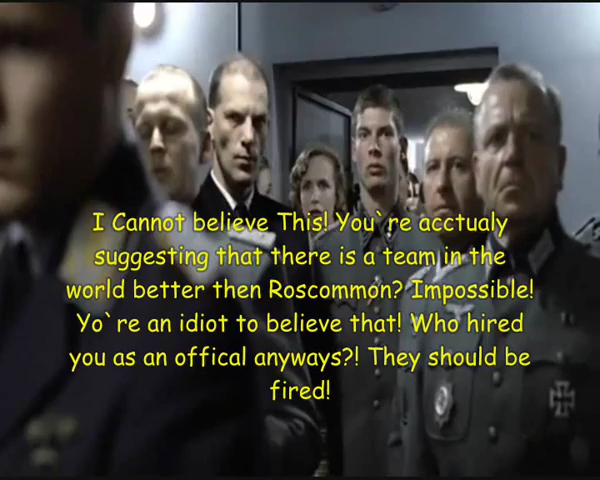 I Cannot believe This! You`re acctualy
suggesting that there is a team in the
world better then Roscommon? Impossible!
Yo`re an idiot to believe that! Who hired
you as an offical anyways?! They should be
fired!